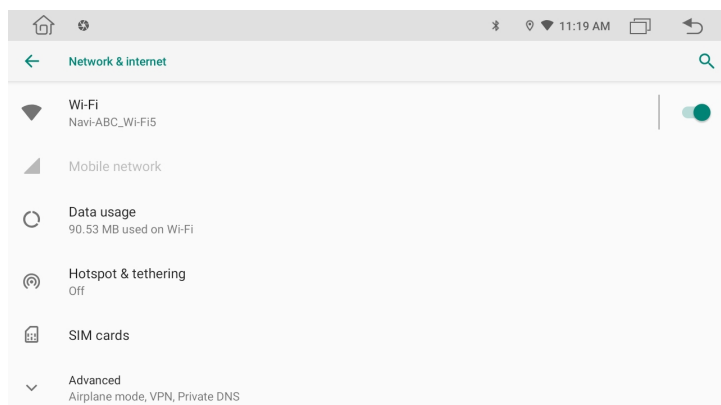 11:19 AM
Network & internet
Wi-Fi
Navi-ABC_Wi-Fi5
Mobile network
Data usage
90.53 MB used on Wi-Fi
Hotspot & tethering
Off
SIM cards
Advanced
Airplane mode, VPN, Private DNS